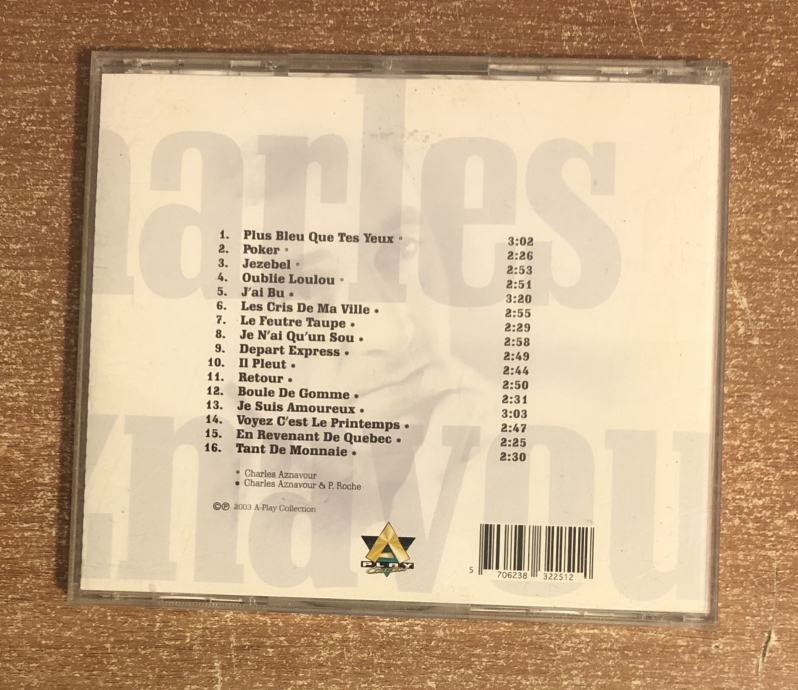 harles
znavou
1. Plus Bleu Que Tes Yeux ° 3:02
2. Poker ° 2:26
3. Jezebel ° 2:53
4. Oublie Loulou ° 2:51
5. J'ai Bu • 3:20
6. Les Cris De Ma Ville • 2:55
7. Le Feutre Taupe • 2:29
8. Je N'ai Qu'un Sou • 2:58
9. Depart Express • 2:49
10. Il Pleut • 2:44
11. Retour • 2:50
12. Boule De Gomme • 2:31
13. Je Suis Amoureux • 3:03
14. Voyez C'est Le Printemps • 2:47
15. En Revenant De Quebec • 2:25
16. Tant De Monnaie • 2:30
° Charles Aznavour
• Charles Aznavour & P. Roche
©℗ 2003 A-Play Collection
A
PLAY
5 706238 322512